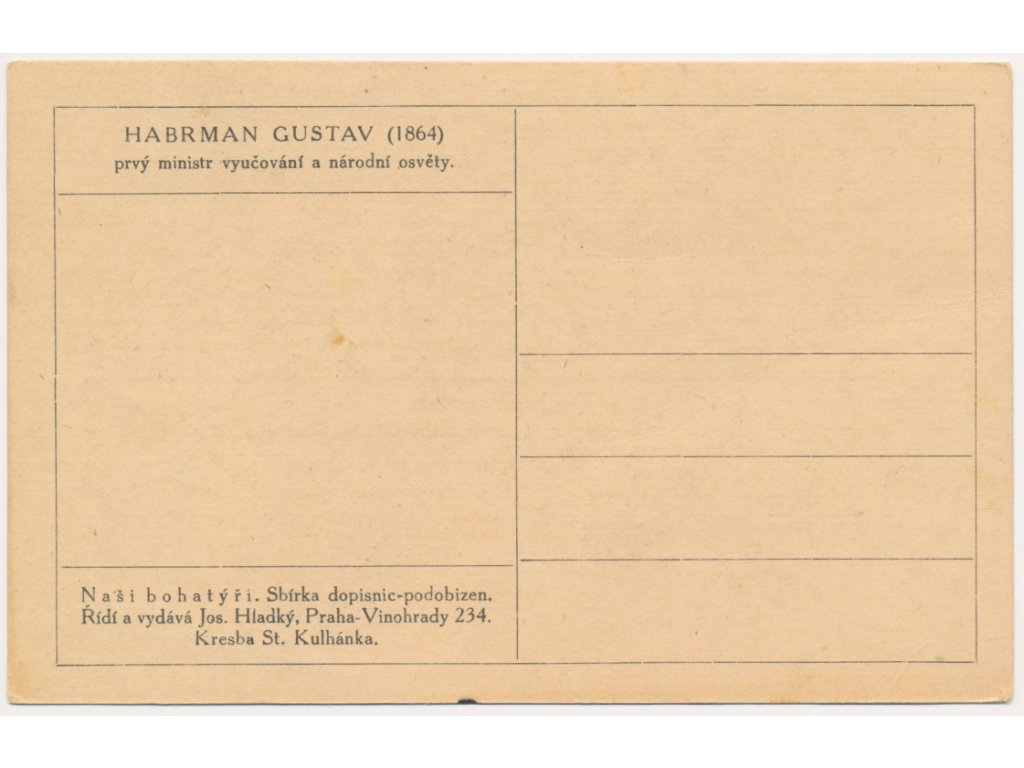 HABRMAN GUSTAV (1864)
prvý ministr vyučování a národní osvěty.
Naši bohatýři. Sbírka dopisnic-podobizen.
Řídí a vydává Jos. Hladký, Praha-Vinohrady 234.
Kresba St. Kulhánka.